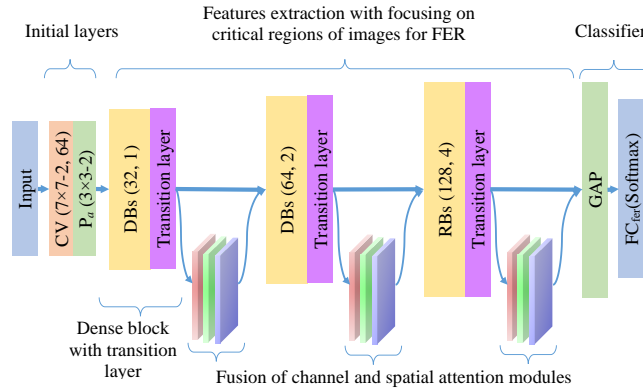 Features extraction with focusing on
critical regions of images for FER
Initial layers
Classifier
Input
CV (7×7-2, 64)
Pa (3×3-2)
DBs (32, 1)
Transition layer
DBs (64, 2)
Transition layer
RBs (128, 4)
Transition layer
GAP
FCfer(Softmax)
Dense block
with transition
layer
Fusion of channel and spatial attention modules